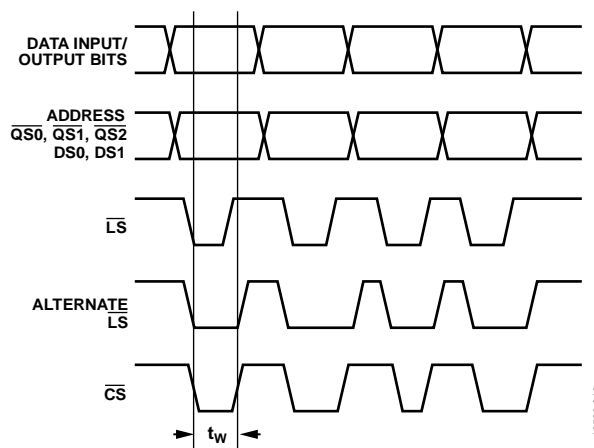 DATA INPUT/
OUTPUT BITS
ADDRESS
QS0, QS1, QS2
DS0, DS1
LS
ALTERNATE
LS
CS
tW